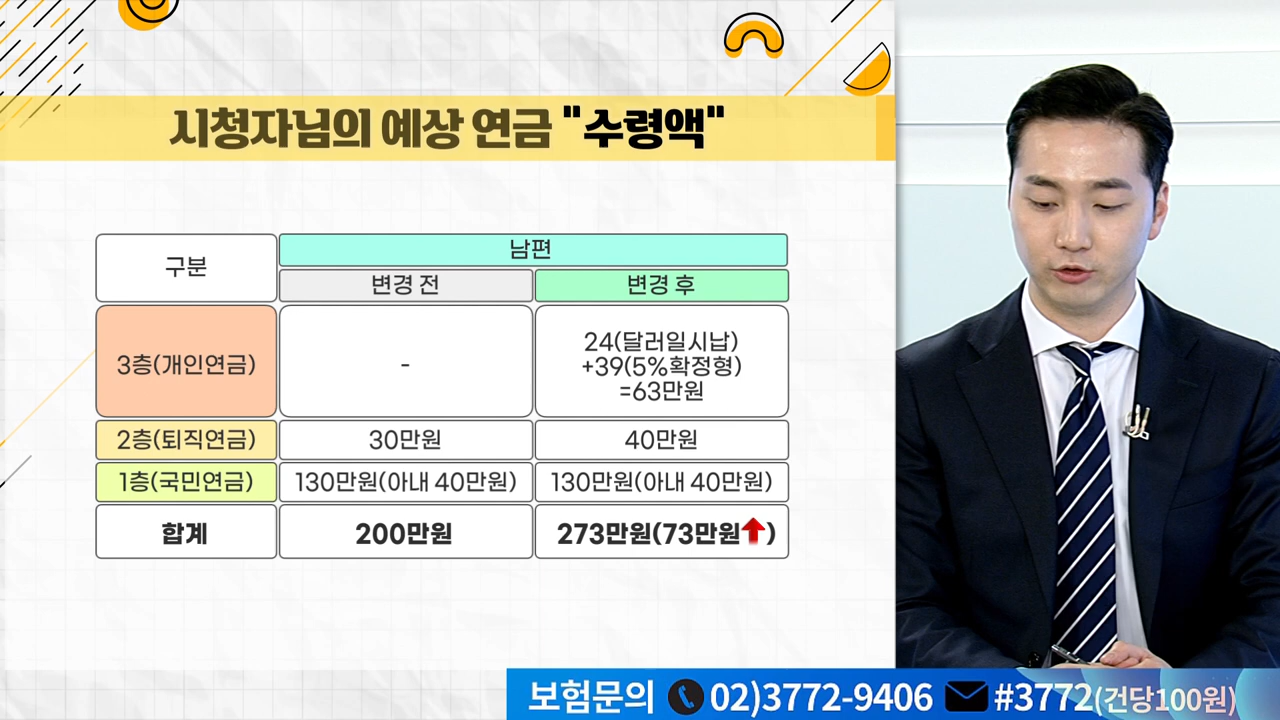 시청자님의 예상 연금 "수령액"
구분
남편
변경 전
변경 후
3층(개인연금)
-
24(달러일시납)
+39(5%확정형)
=63만원
2층(퇴직연금)
30만원
40만원
1층(국민연금)
130만원(아내 40만원)
130만원(아내 40만원)
합계
200만원
273만원(73만원↑)
보험문의 02)3772-9406 #3772(건당100원)